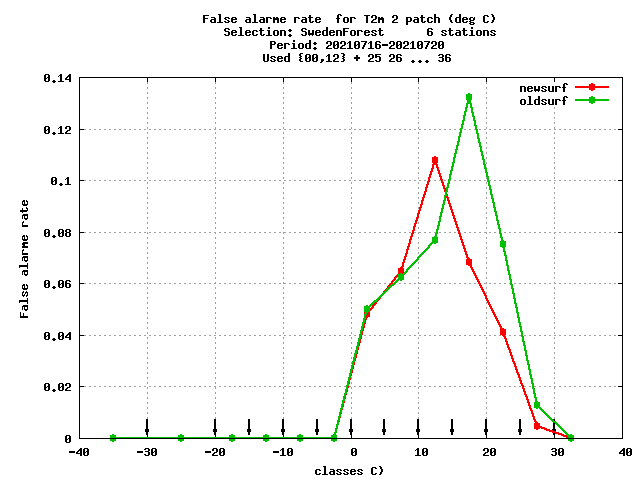 False alarme rate  for T2m 2 patch (deg C)
Selection: SwedenForest      6 stations
Period: 20210716-20210720
Used {00,12} + 25 26 ... 36
newsurf
oldsurf
0.14
0.12
0.1
0.08
0.06
0.04
0.02
0
False alarme rate
-40 -30 -20 -10 0 10 20 30 40
classes C)